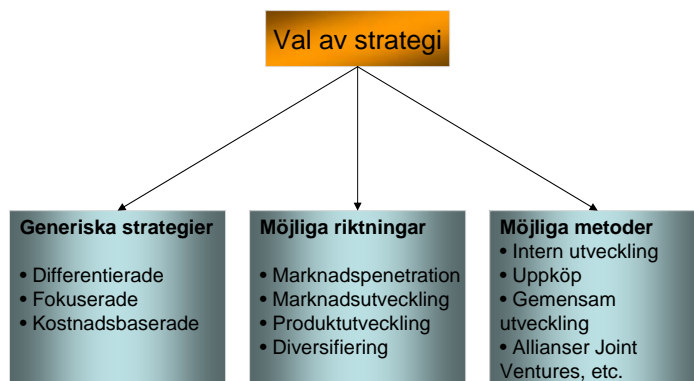 Val av strategi
Generiska strategier
• Differentierade
• Fokuserade
• Kostnadsbaserade
Möjliga riktningar
• Marknadspenetration
• Marknadsutveckling
• Produktutveckling
• Diversifiering
Möjliga metoder
• Intern utveckling
• Uppköp
• Gemensam
utveckling
• Allianser Joint
Ventures, etc.